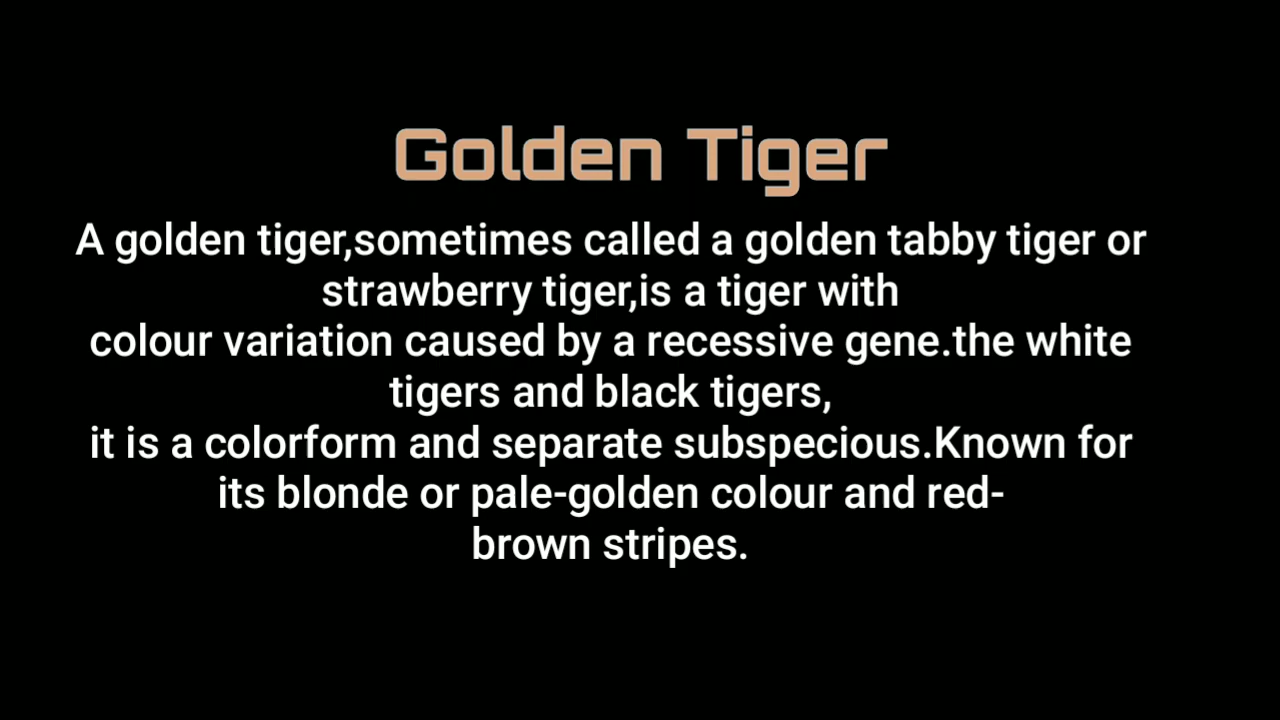 Golden Tiger
A golden tiger,sometimes called a golden tabby tiger or
strawberry tiger,is a tiger with
colour variation caused by a recessive gene.the white
tigers and black tigers,
it is a colorform and separate subspecious.Known for
its blonde or pale-golden colour and red-
brown stripes.